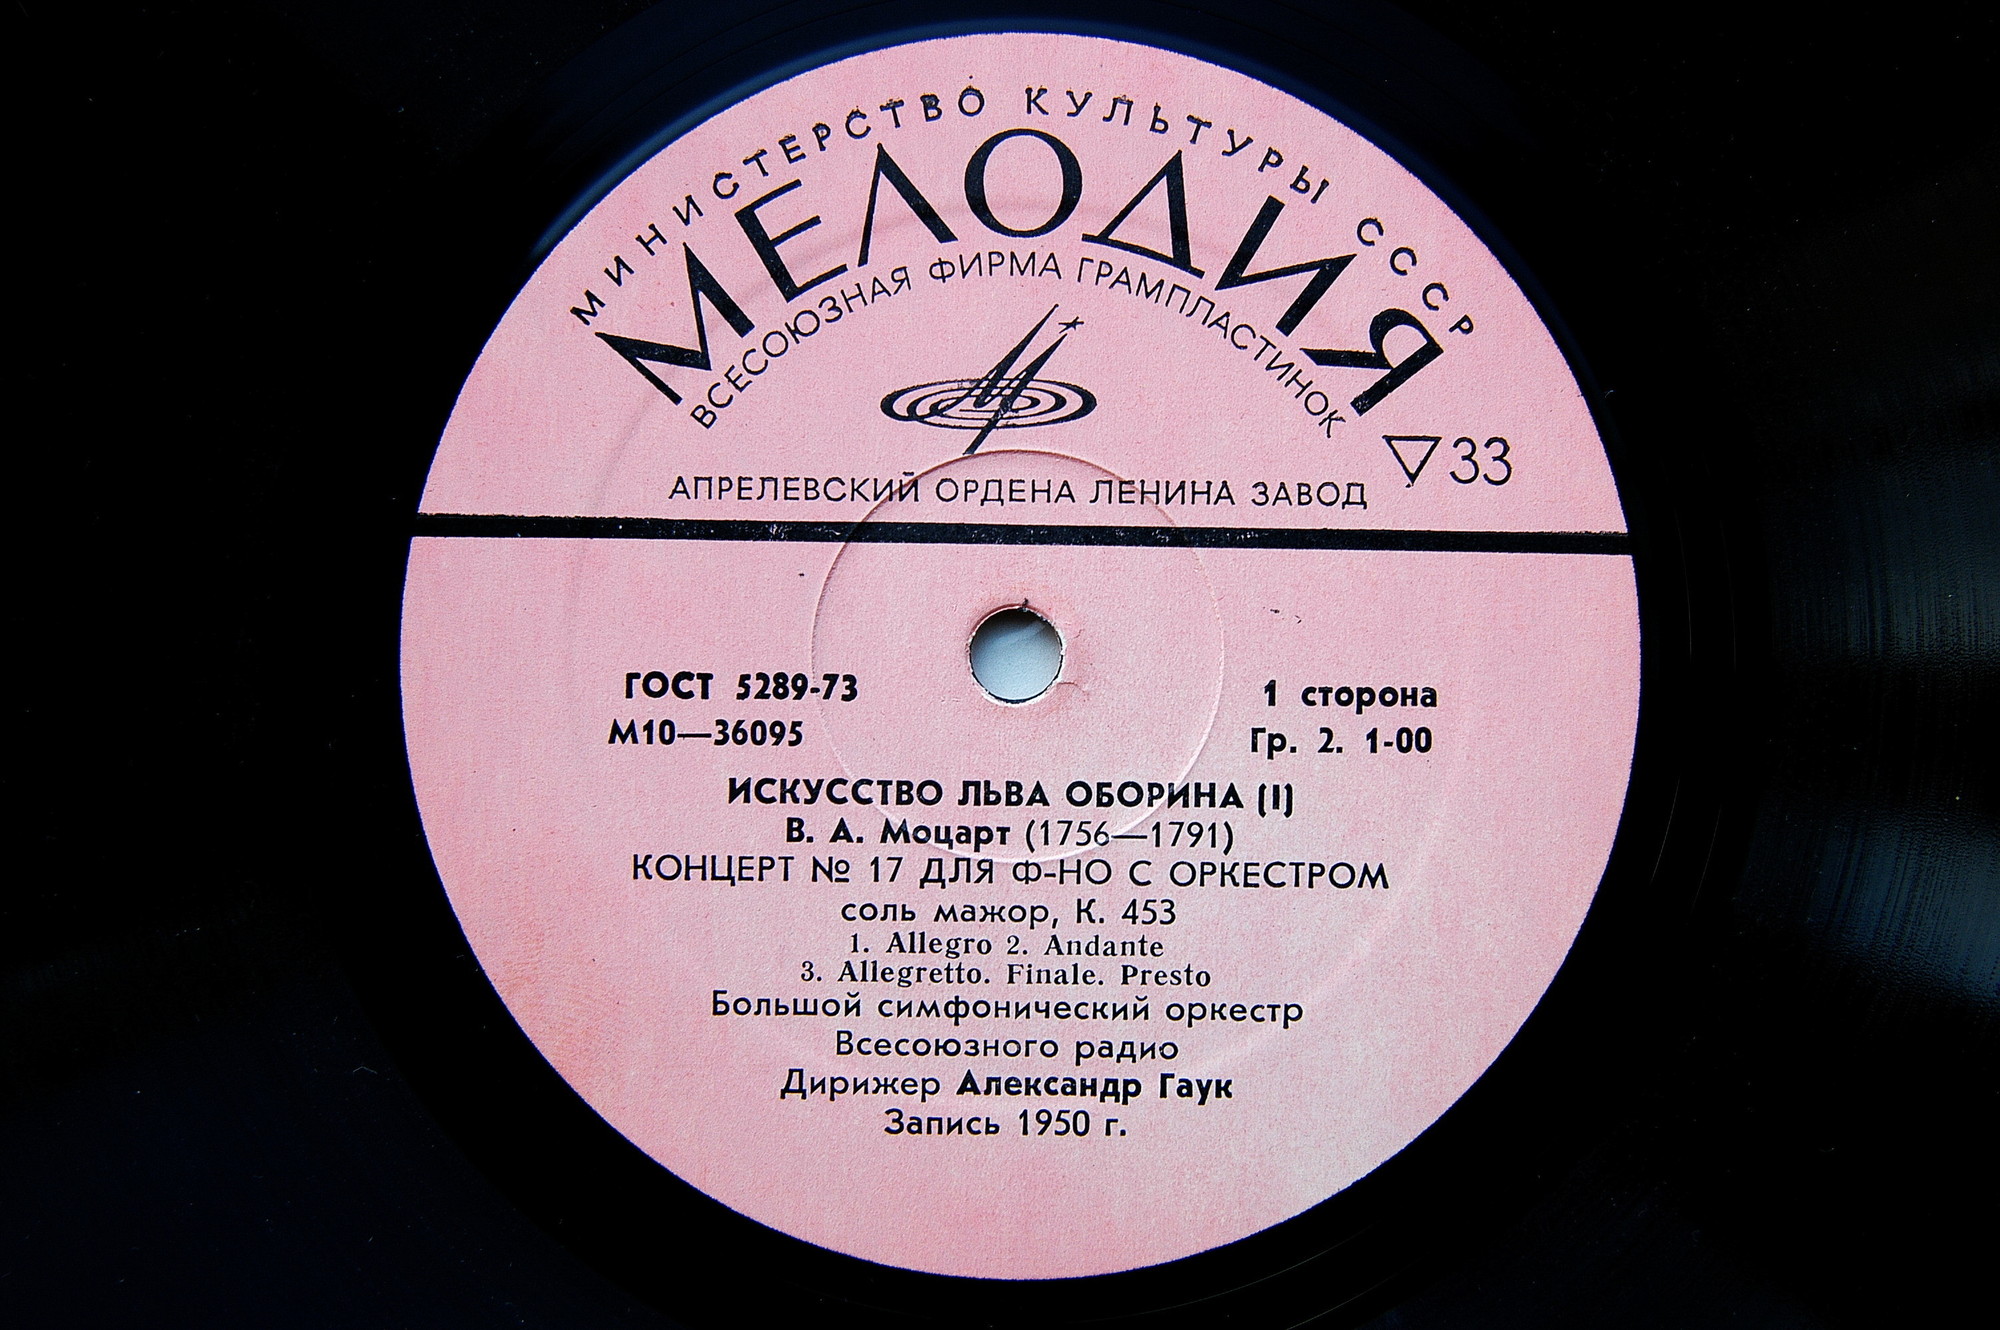 МИНИСТЕРСТВО КУЛЬТУРЫ СССР
МЕЛОДИЯ
ВСЕСОЮЗНАЯ ФИРМА ГРАМПЛАСТИНОК
▽33
АПРЕЛЕВСКИЙ ОРДЕНА ЛЕНИНА ЗАВОД
ГОСТ 5289-73
М10—36095
1 сторона
Гр. 2. 1-00
ИСКУССТВО ЛЬВА ОБОРИНА (I)
В. А. Моцарт (1756—1791)
КОНЦЕРТ № 17 ДЛЯ Ф-НО С ОРКЕСТРОМ
соль мажор, К. 453
1. Allegro 2. Andante
3. Allegretto. Finale. Presto
Большой симфонический оркестр
Всесоюзного радио
Дирижер Александр Гаук
Запись 1950 г.